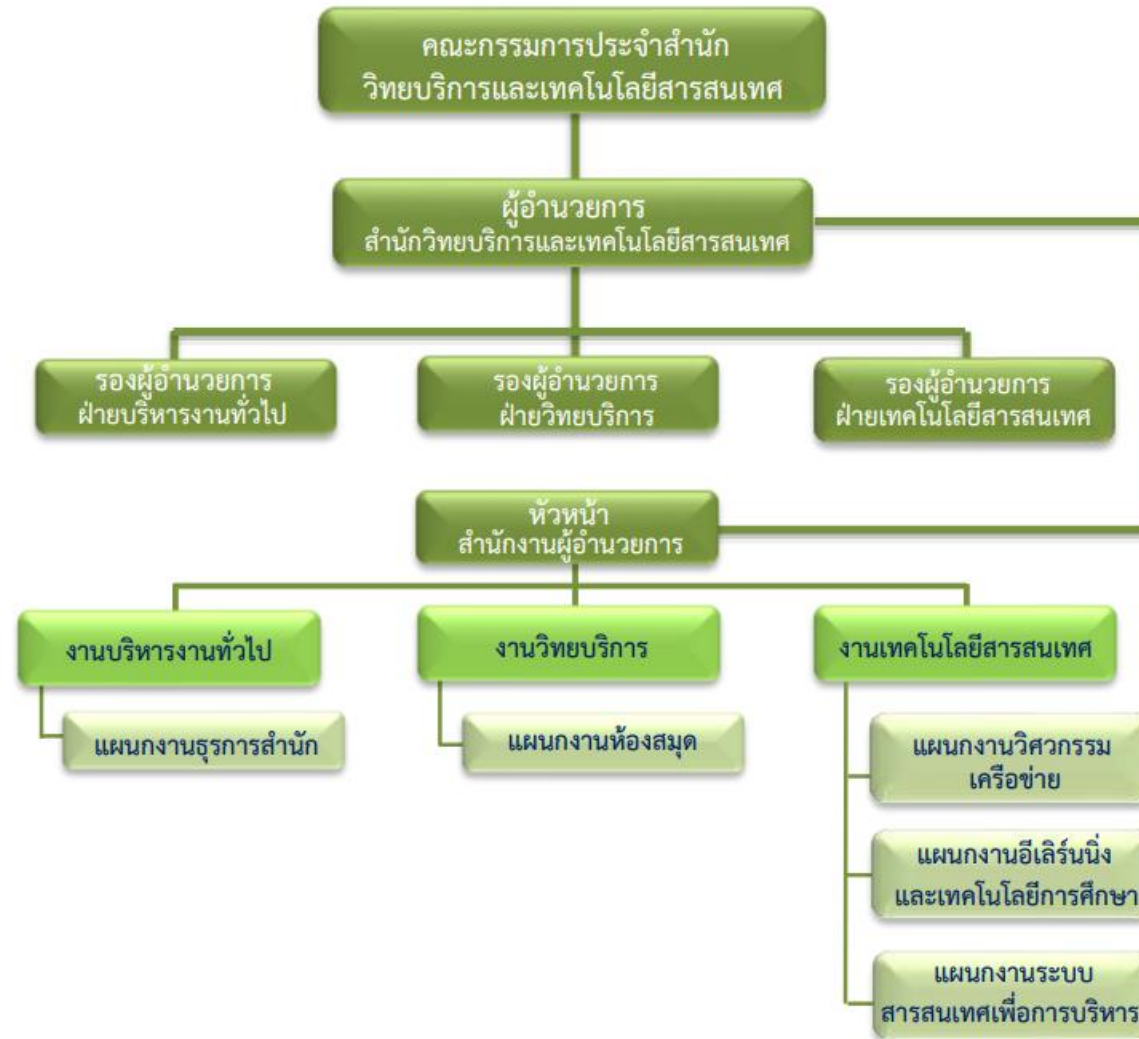 คณะกรรมการประจำสำนัก
วิทยบริการและเทคโนโลยีสารสนเทศ
ผู้อำนวยการ
สำนักวิทยบริการและเทคโนโลยีสารสนเทศ
รองผู้อำนวยการ
ฝ่ายบริหารงานทั่วไป
รองผู้อำนวยการ
ฝ่ายวิทยบริการ
รองผู้อำนวยการ
ฝ่ายเทคโนโลยีสารสนเทศ
หัวหน้า
สำนักงานผู้อำนวยการ
งานบริหารงานทั่วไป
งานวิทยบริการ
งานเทคโนโลยีสารสนเทศ
แผนกงานธุรการสำนัก
แผนกงานห้องสมุด
แผนกงานวิศวกรรม
เครือข่าย
แผนกงานอีเลิร์นนิ่ง
และเทคโนโลยีการศึกษา
แผนกงานระบบ
สารสนเทศเพื่อการบริหาร